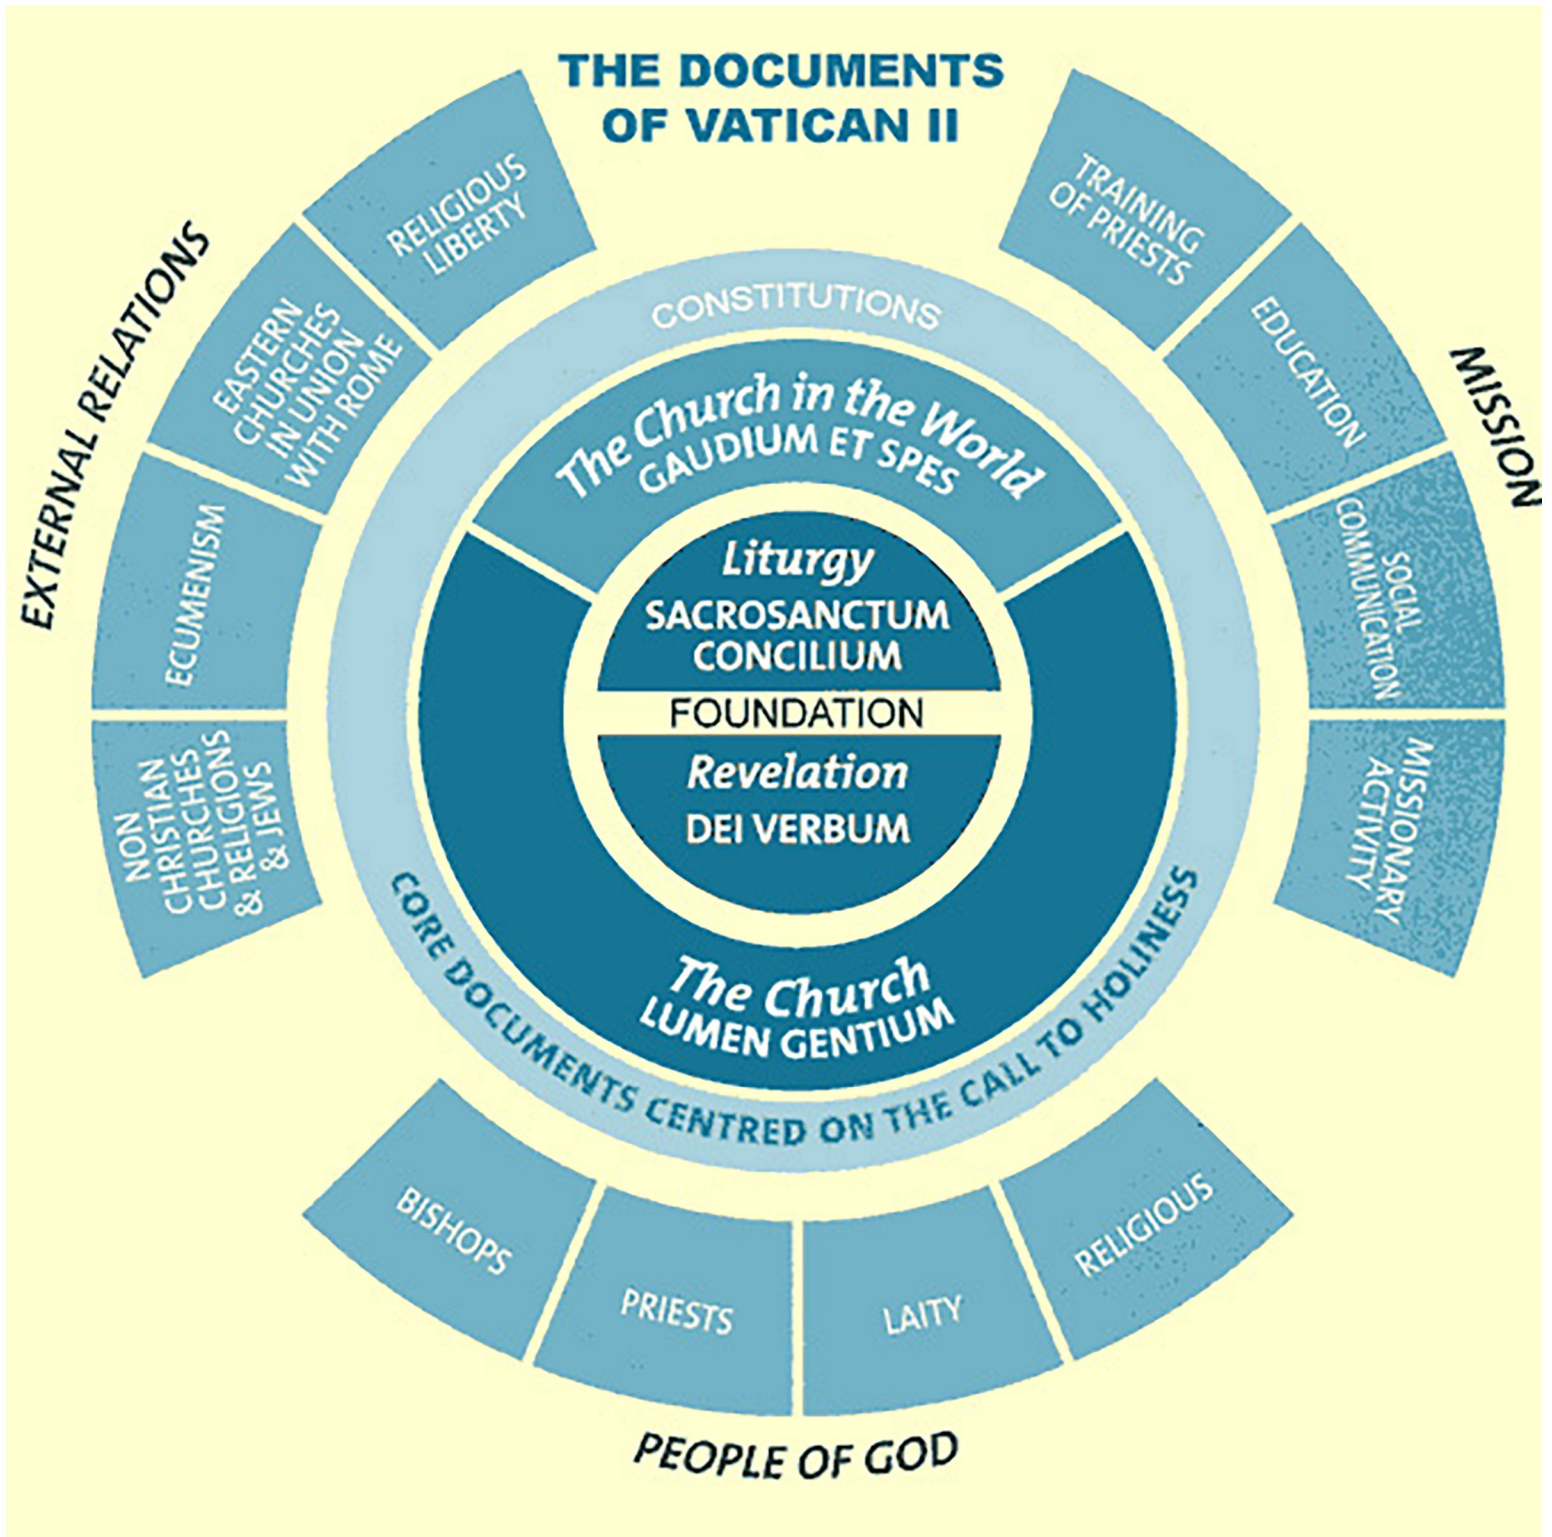 THE DOCUMENTS
OF VATICAN II
EXTERNAL RELATIONS
RELIGIOUS
LIBERTY
EASTERN
CHURCHES
IN UNION
WITH ROME
ECUMENISM
NON
CHRISTIAN
CHURCHES
& RELIGIONS
& JEWS
MISSION
TRAINING
OF PRIESTS
EDUCATION
SOCIAL
COMMUNICATION
MISSIONARY
ACTIVITY
CONSTITUTIONS
The Church in the World
GAUDIUM ET SPES
Liturgy
SACROSANCTUM
CONCILIUM
FOUNDATION
Revelation
DEI VERBUM
The Church
LUMEN GENTIUM
CORE DOCUMENTS CENTRED ON THE CALL TO HOLINESS
BISHOPS
PRIESTS
LAITY
RELIGIOUS
PEOPLE OF GOD